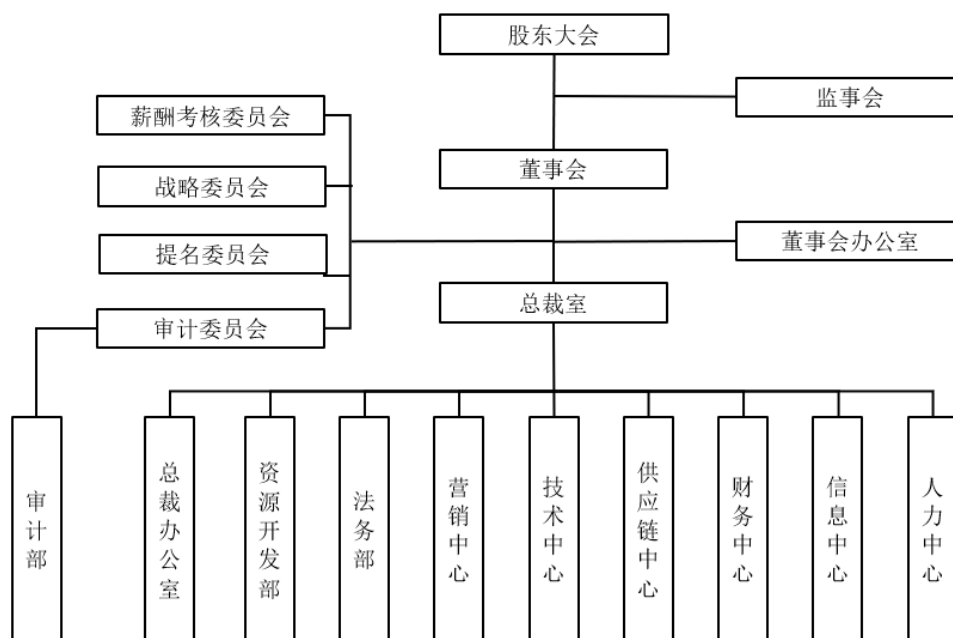 股东大会
监事会
薪酬考核委员会
董事会
战略委员会
董事会办公室
提名委员会
总裁室
审计委员会
审计部
总裁办公室
资源开发部
法务部
营销中心
技术中心
供应链中心
财务中心
信息中心
人力中心